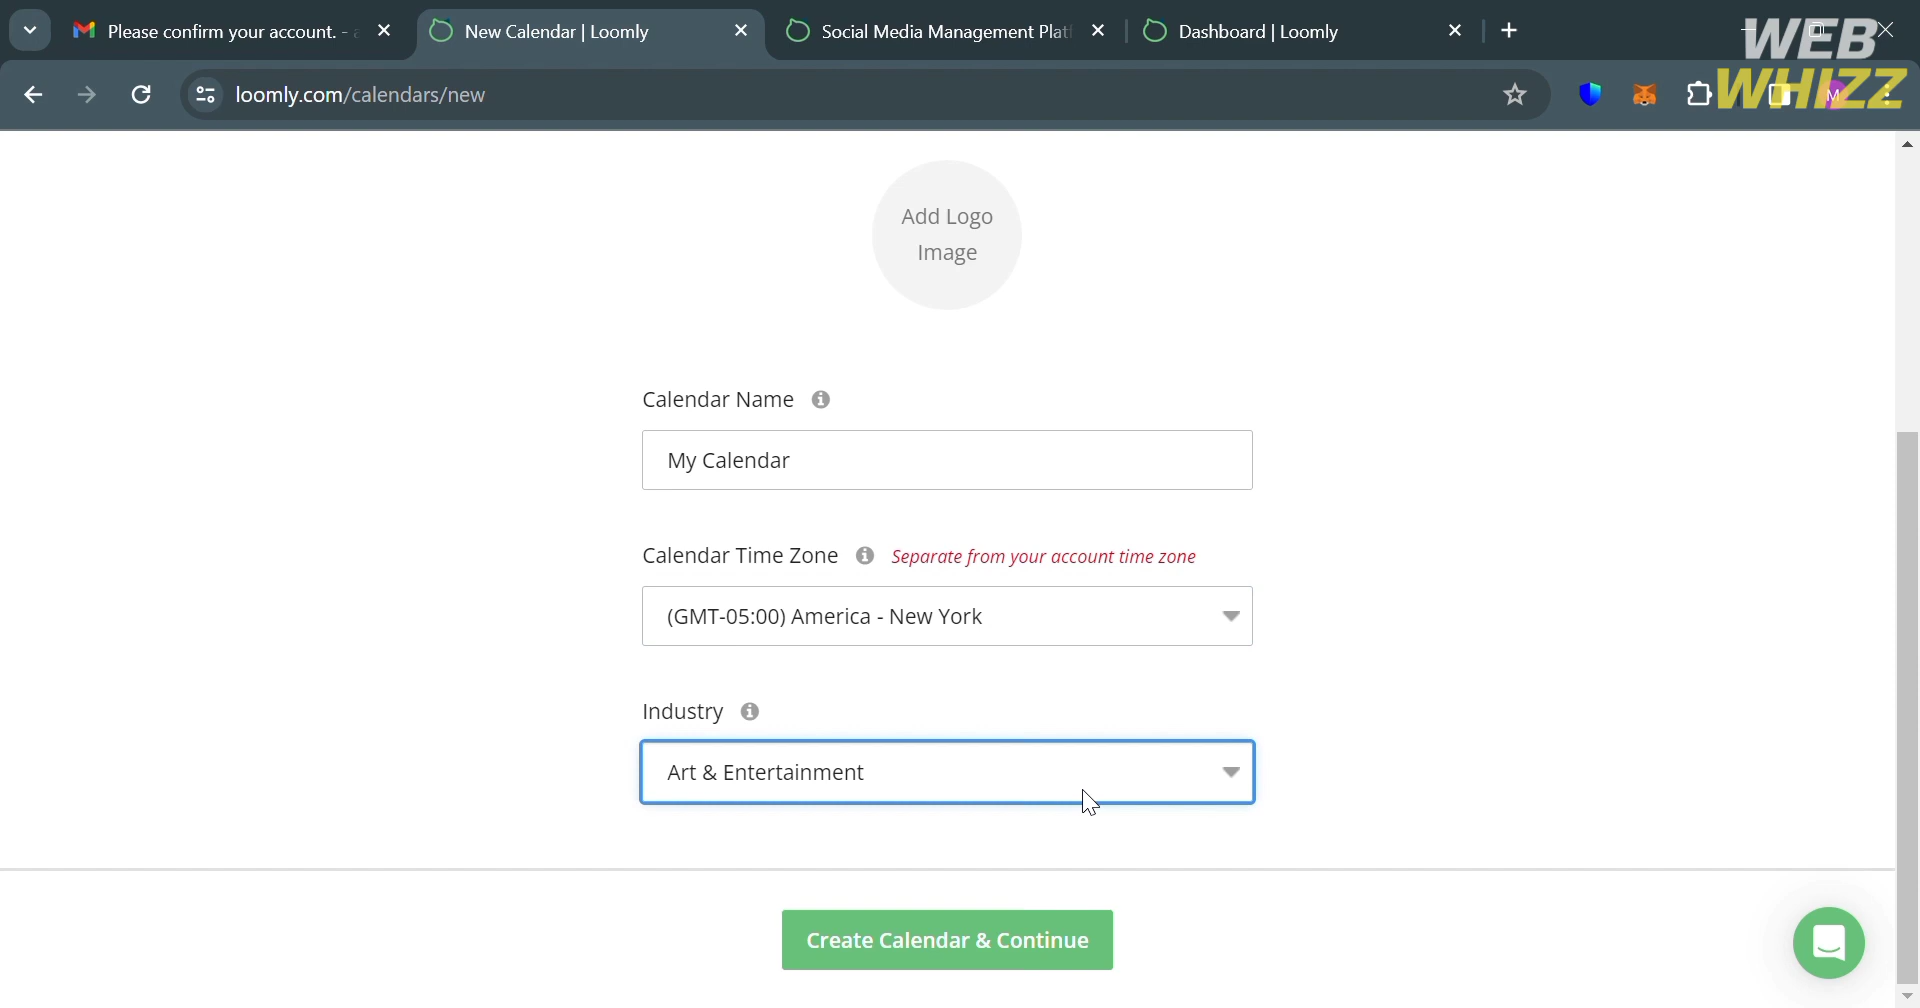 Please confirm your account. -
New Calendar | Loomly
Social Media Management Platf
Dashboard | Loomly
WEB
WHIZZ
loomly.com/calendars/new
M
Add Logo
Image
Calendar Name
My Calendar
Calendar Time Zone Separate from your account time zone
(GMT-05:00) America - New York
Industry
Art & Entertainment
Create Calendar & Continue